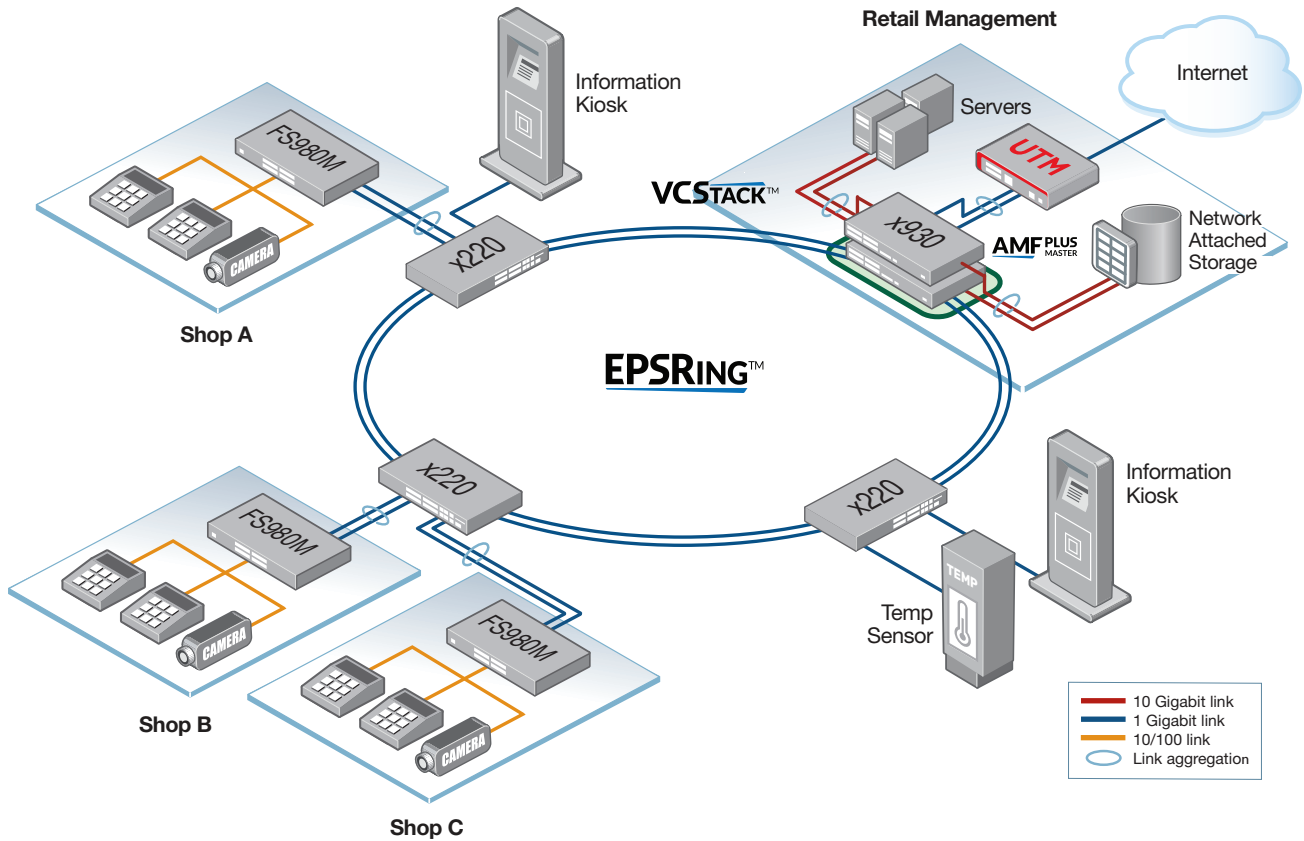 Retail Management
Internet
Information
Kiosk
Servers
FS980M
UTM
VCSTACK™
x930
Network
Attached
Storage
AMF PLUS
MASTER
x220
CAMERA
Shop A
EPSRING™
x220
x220
Information
Kiosk
FS980M
TEMP
Temp
Sensor
CAMERA
FS980M
Shop B
CAMERA
Shop C
10 Gigabit link
1 Gigabit link
10/100 link
Link aggregation